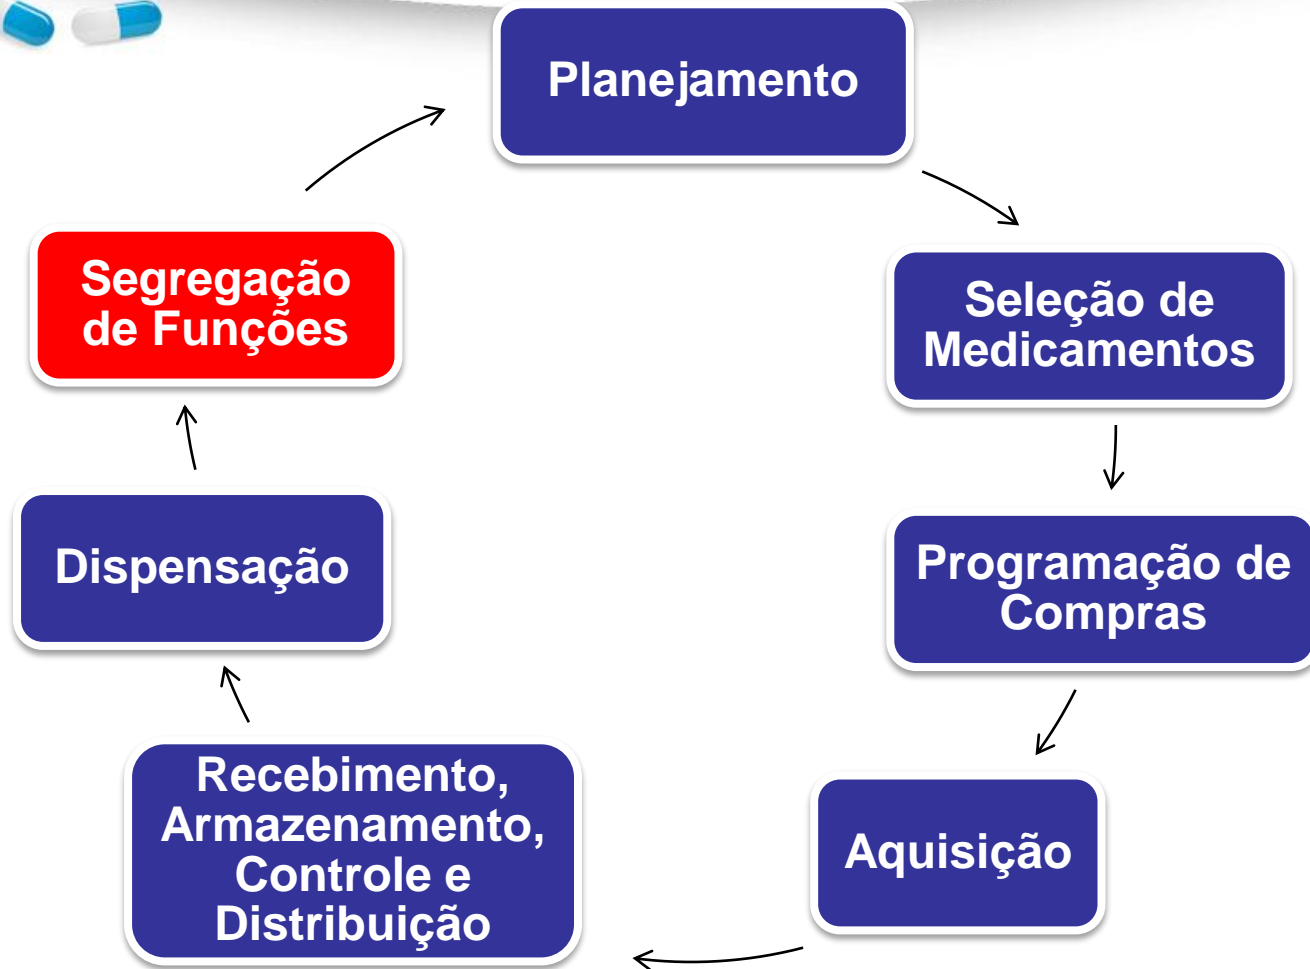 Planejamento
Seleção de
Medicamentos
Programação de
Compras
Aquisição
Recebimento,
Armazenamento,
Controle e
Distribuição
Dispensação
Segregação
de Funções